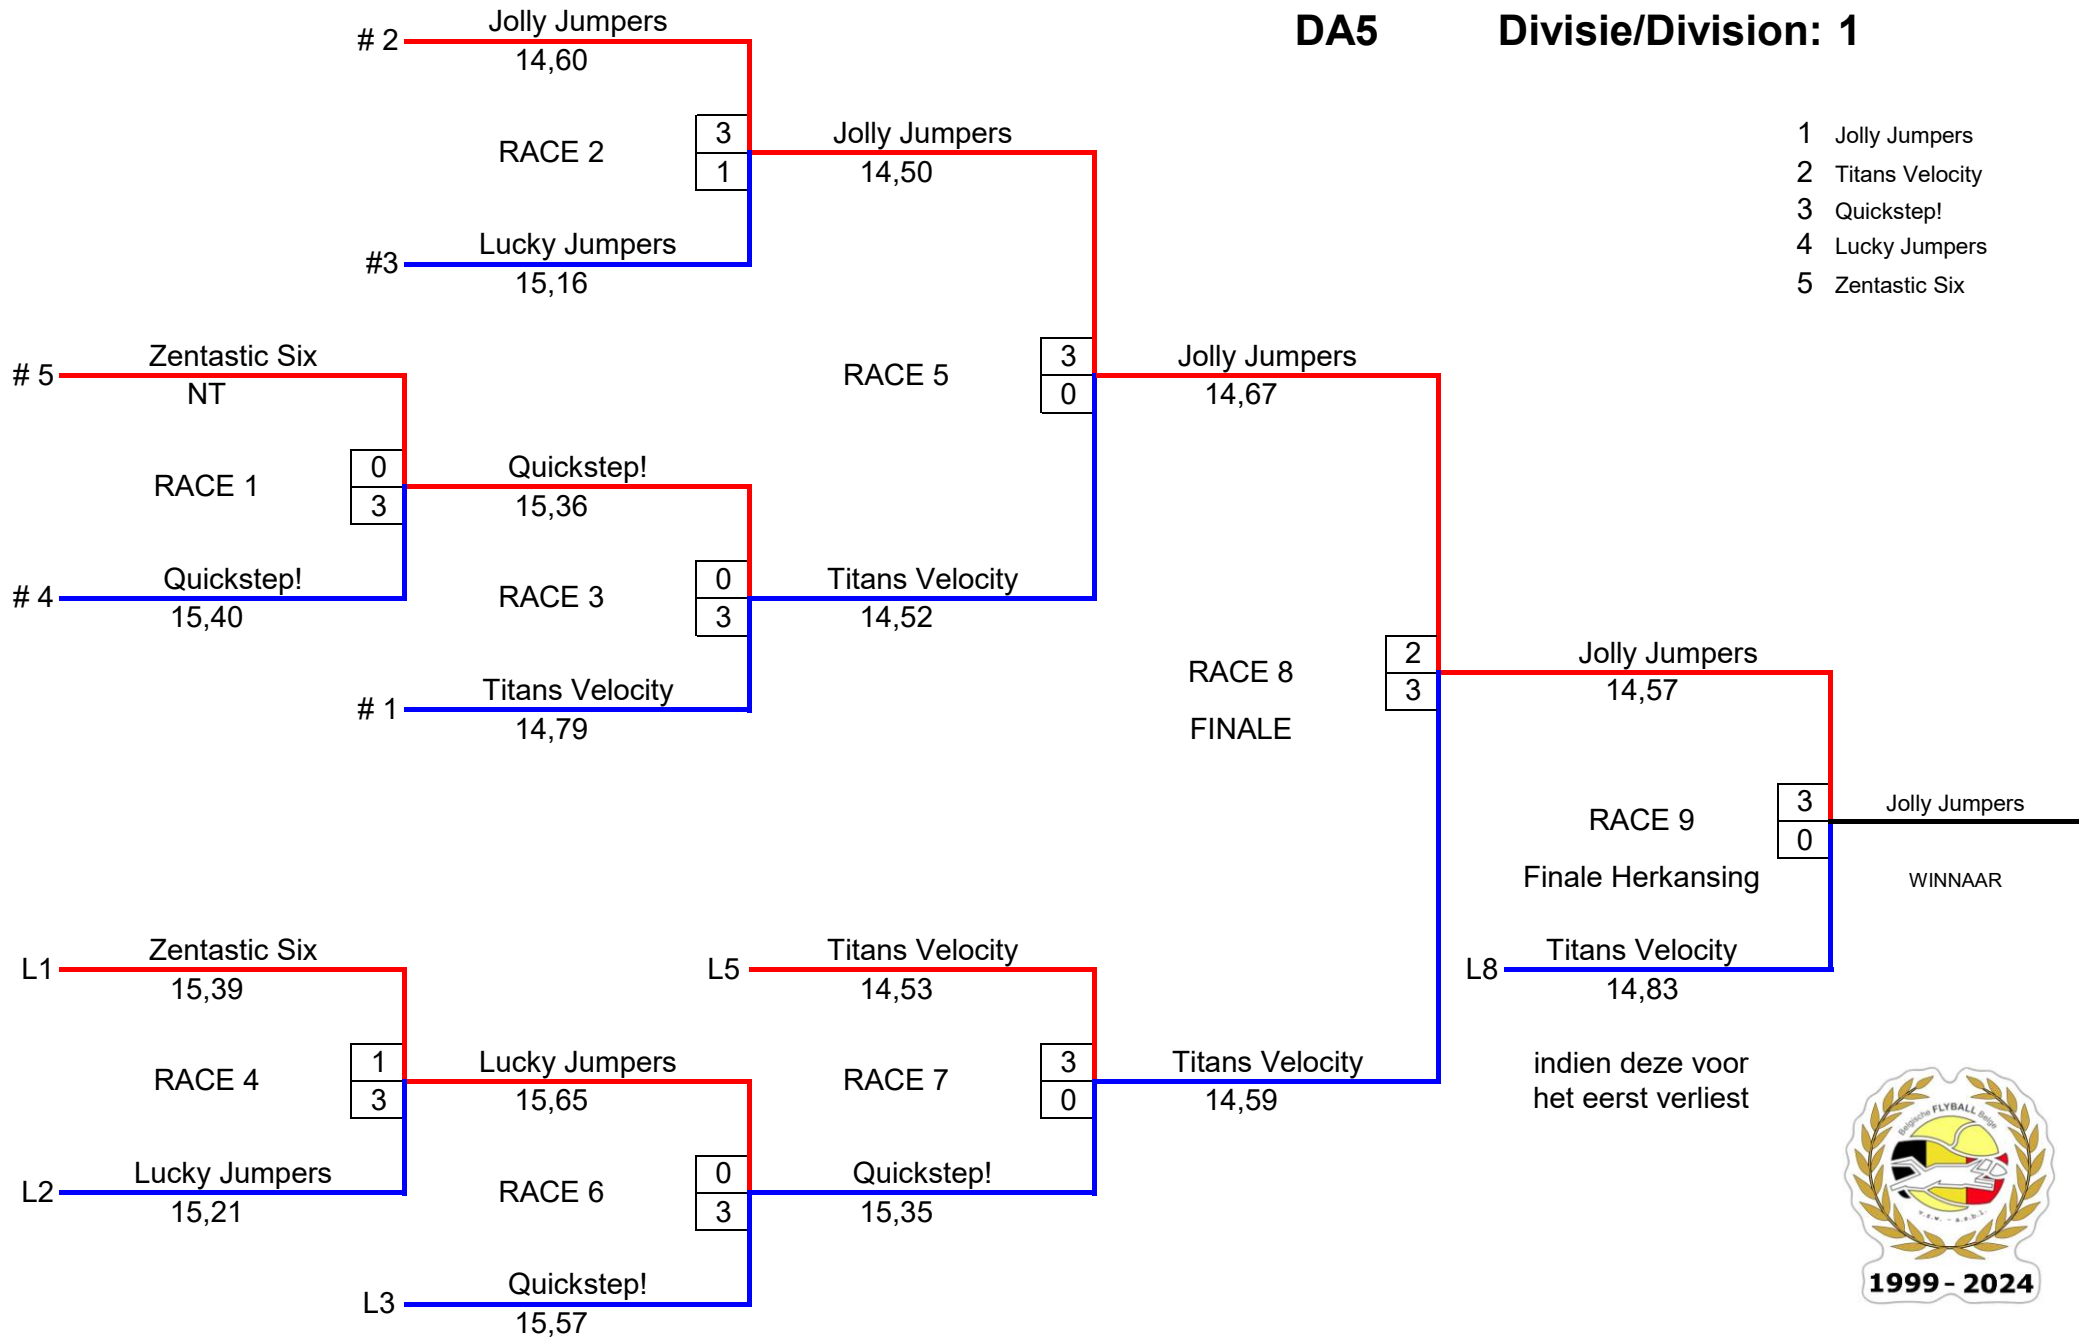 DA5 Divisie/Division: 1
# 2 Jolly Jumpers
14,60
RACE 2
3
1
#3 Lucky Jumpers
15,16
Jolly Jumpers
14,50
1 Jolly Jumpers
2 Titans Velocity
3 Quickstep!
4 Lucky Jumpers
5 Zentastic Six
# 5 Zentastic Six
NT
RACE 1
0
3
# 4 Quickstep!
15,40
Quickstep!
15,36
RACE 3
0
3
# 1 Titans Velocity
14,79
RACE 5
3
0
Titans Velocity
14,52
Jolly Jumpers
14,67
RACE 8
2
3
FINALE
Jolly Jumpers
14,57
RACE 9
3
0
Finale Herkansing
Jolly Jumpers
WINNAAR
L8 Titans Velocity
14,83
indien deze voor
het eerst verliest
L1 Zentastic Six
15,39
RACE 4
1
3
L2 Lucky Jumpers
15,21
Lucky Jumpers
15,65
RACE 6
0
3
L3 Quickstep!
15,57
L5 Titans Velocity
14,53
RACE 7
3
0
Quickstep!
15,35
Titans Velocity
14,59
Belgische FLYBALL Belge
v.z.w. - a.s.b.l.
1999 - 2024